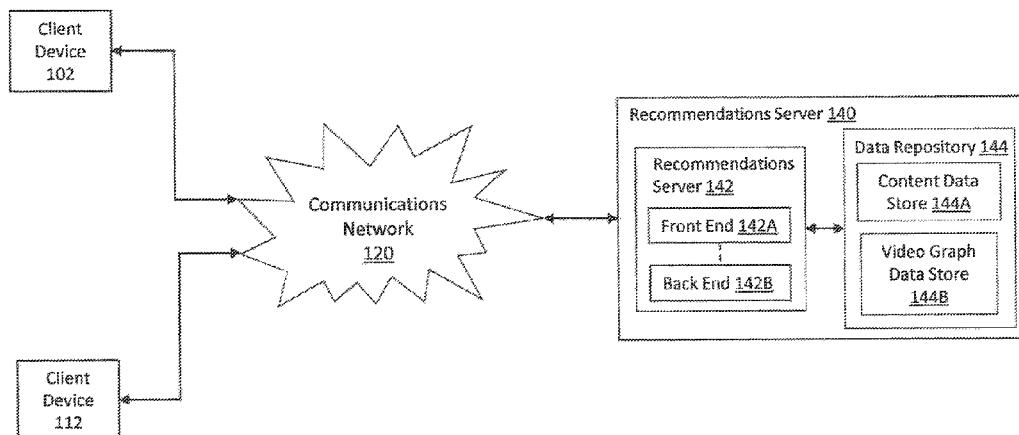 Client
Device
102
Communications
Network
120
Client
Device
112
Recommendations Server 140
Recommendations
Server 142
Front End 142A
Back End 142B
Data Repository 144
Content Data
Store 144A
Video Graph
Data Store
144B